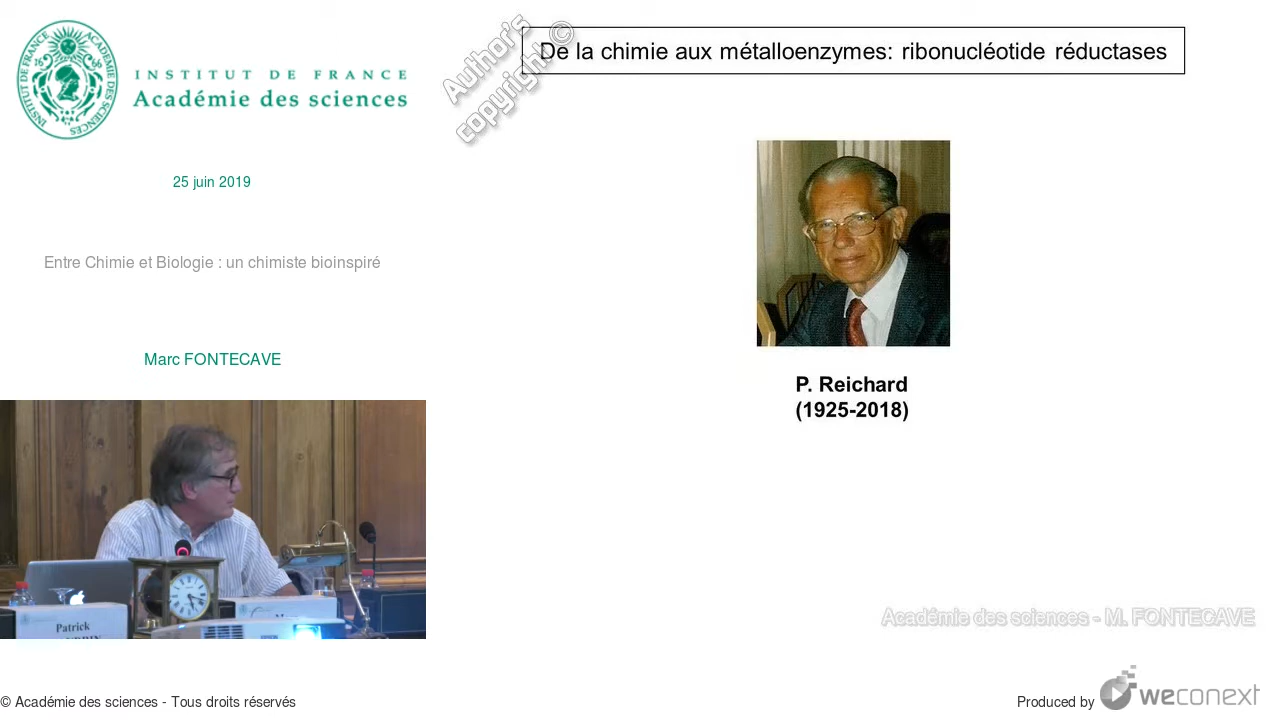 INSTITUT DE FRANCE
Académie des sciences
25 juin 2019
Entre Chimie et Biologie : un chimiste bioinspiré
Marc FONTECAVE
Patrick
Author's
copyright ©
De la chimie aux métalloenzymes: ribonucléotide réductases
P. Reichard
(1925-2018)
Académie des sciences - M. FONTECAVE
© Académie des sciences - Tous droits réservés
Produced by weconext